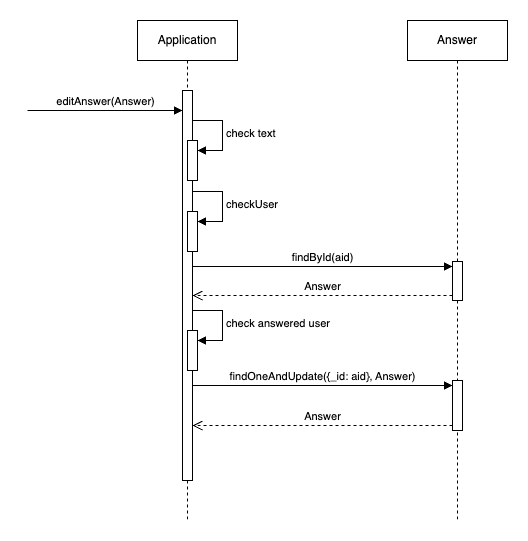 Application
Answer
editAnswer(Answer)
check text
checkUser
findById(aid)
Answer
check answered user
findOneAndUpdate({_id: aid}, Answer)
Answer